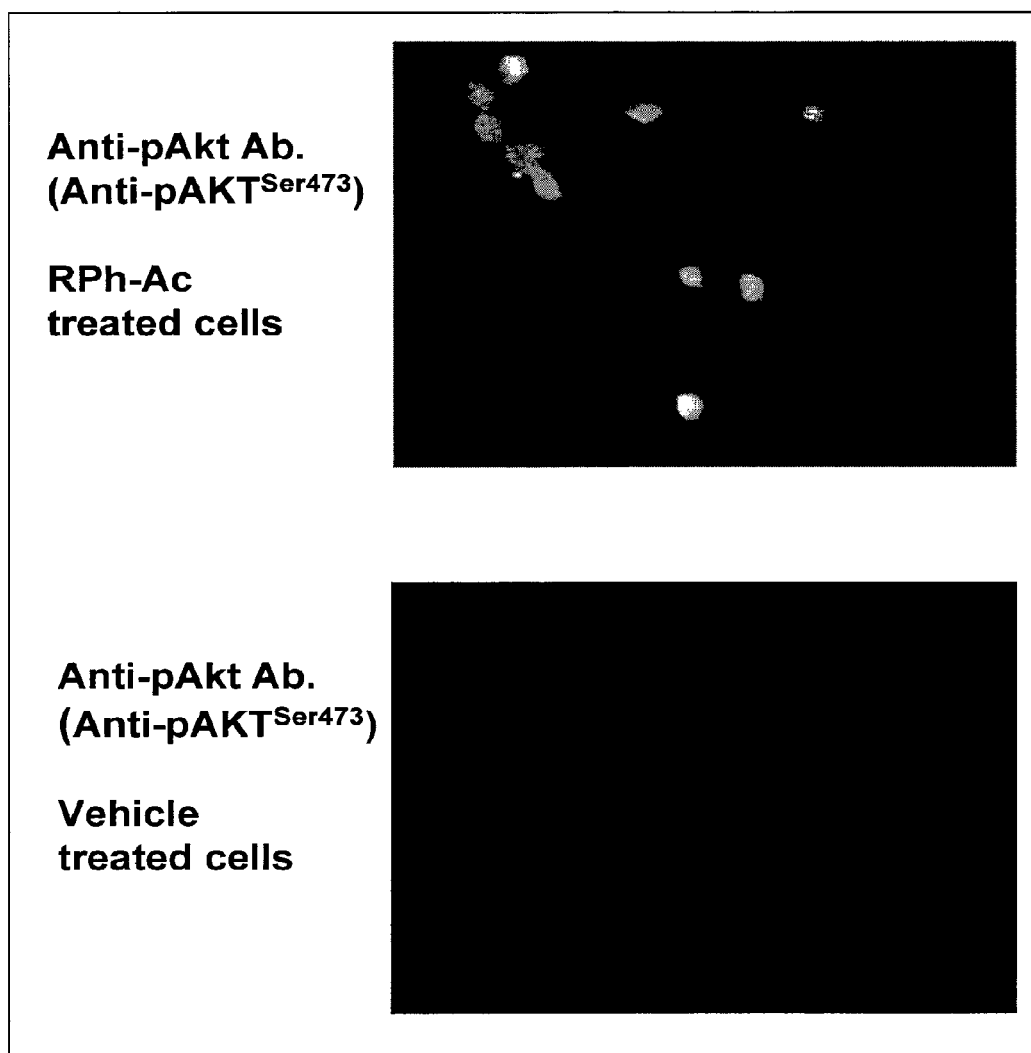 Anti-pAkt Ab.
(Anti-pAKTSer473)
RPh-Ac
treated cells
Anti-pAkt Ab.
(Anti-pAKTSer473)
Vehicle
treated cells